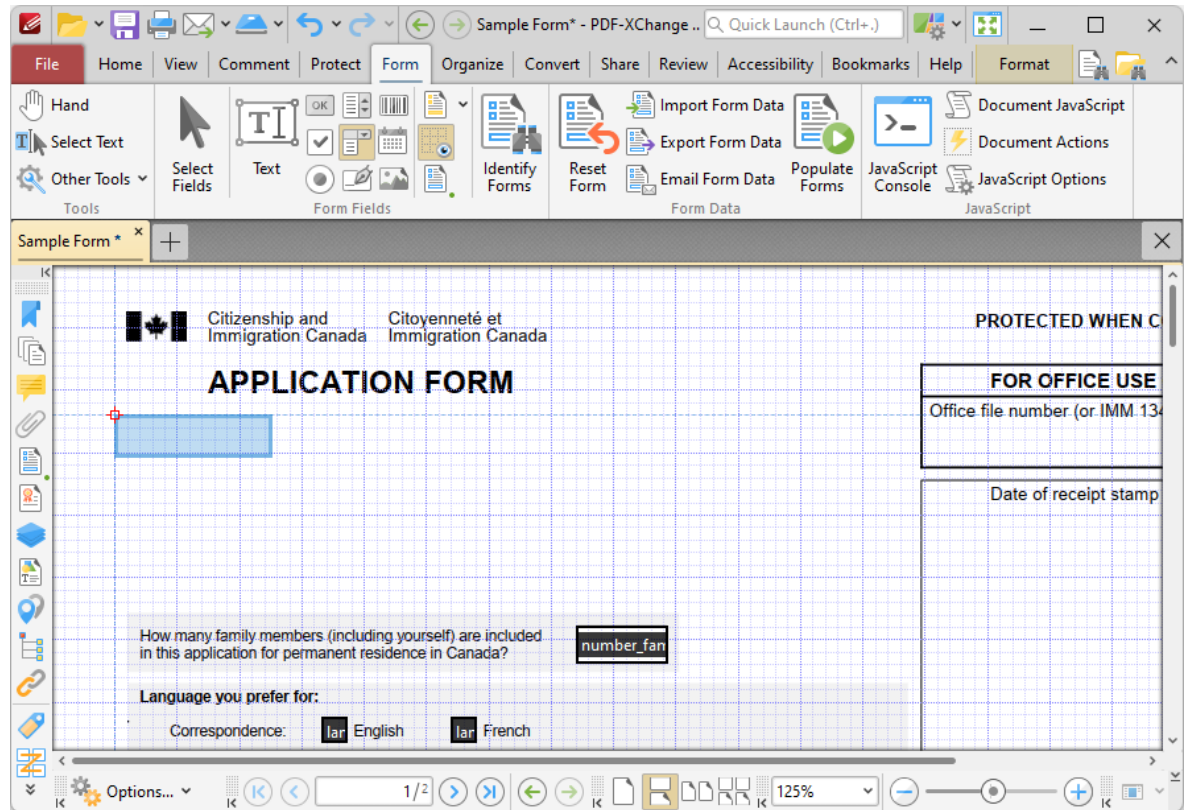 Sample Form* - PDF-XChange ..
Quick Launch (Ctrl+.)
File Home View Comment Protect Form Organize Convert Share Review Accessibility Bookmarks Help Format
Hand
Select Text
Other Tools
Tools
Select Fields
Text
OK
Form Fields
Identify Forms
Reset Form
Import Form Data
Export Form Data
Email Form Data
Populate Forms
Form Data
JavaScript Console
Document JavaScript
Document Actions
JavaScript Options
JavaScript
Sample Form *
Citizenship and
Immigration Canada
Citoyenneté et
Immigration Canada
PROTECTED WHEN C
APPLICATION FORM
FOR OFFICE USE
Office file number (or IMM 134
Date of receipt stamp
How many family members (including yourself) are included
in this application for permanent residence in Canada?
number_fan
Language you prefer for:
Correspondence: lar English lar French
Options...
1/2
125%